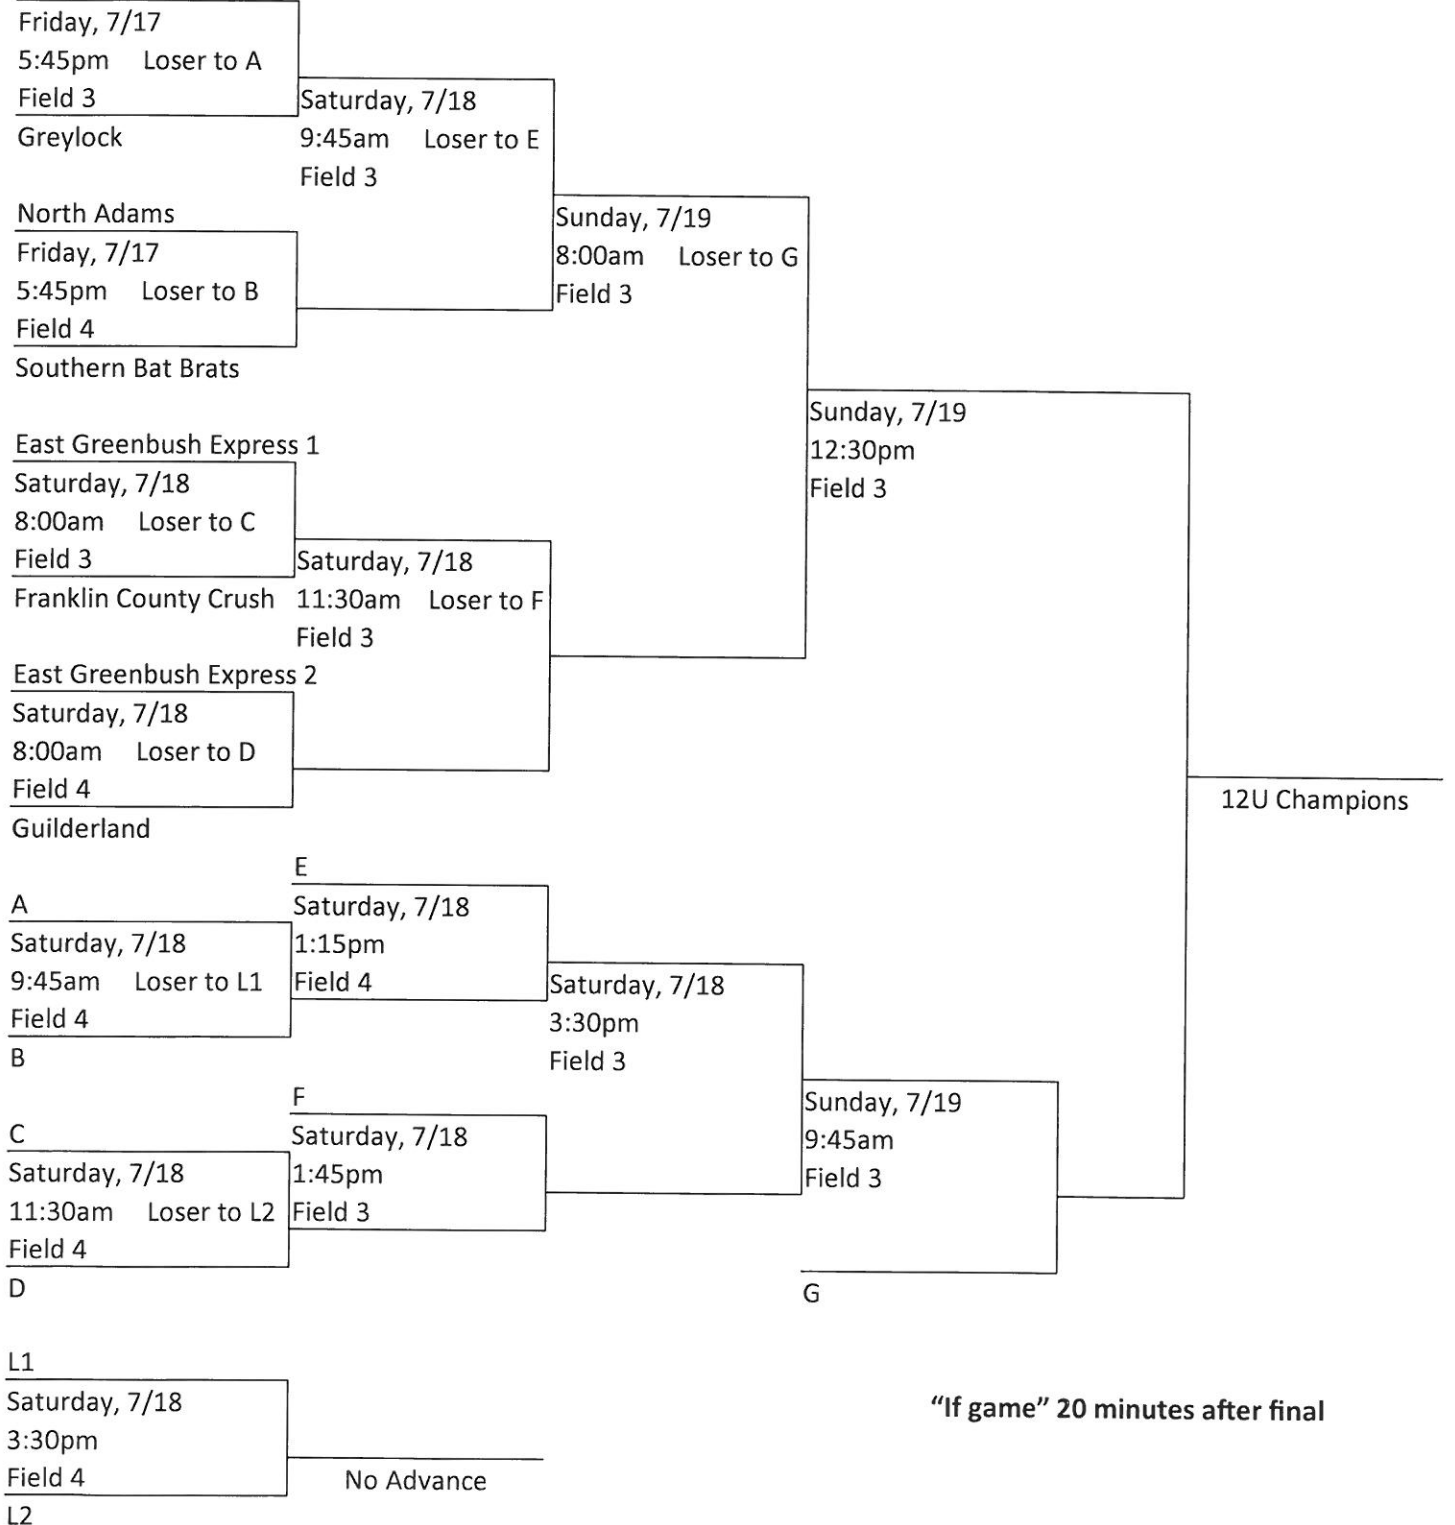 Friday, 7/17
5:45pm Loser to A
Field 3
Greylock
Saturday, 7/18
9:45am Loser to E
Field 3
North Adams
Friday, 7/17
5:45pm Loser to B
Field 4
Southern Bat Brats
Sunday, 7/19
8:00am Loser to G
Field 3
East Greenbush Express 1
Saturday, 7/18
8:00am Loser to C
Field 3
Franklin County Crush
Saturday, 7/18
11:30am Loser to F
Field 3
East Greenbush Express 2
Saturday, 7/18
8:00am Loser to D
Field 4
Guilderland
Sunday, 7/19
12:30pm
Field 3
12U Champions
A
Saturday, 7/18
9:45am Loser to L1
Field 4
B
E
Saturday, 7/18
1:15pm
Field 4
Saturday, 7/18
3:30pm
Field 3
C
Saturday, 7/18
11:30am Loser to L2
Field 4
D
F
Saturday, 7/18
1:45pm
Field 3
Sunday, 7/19
9:45am
Field 3
G
L1
Saturday, 7/18
3:30pm
Field 4
L2
No Advance
“If game” 20 minutes after final